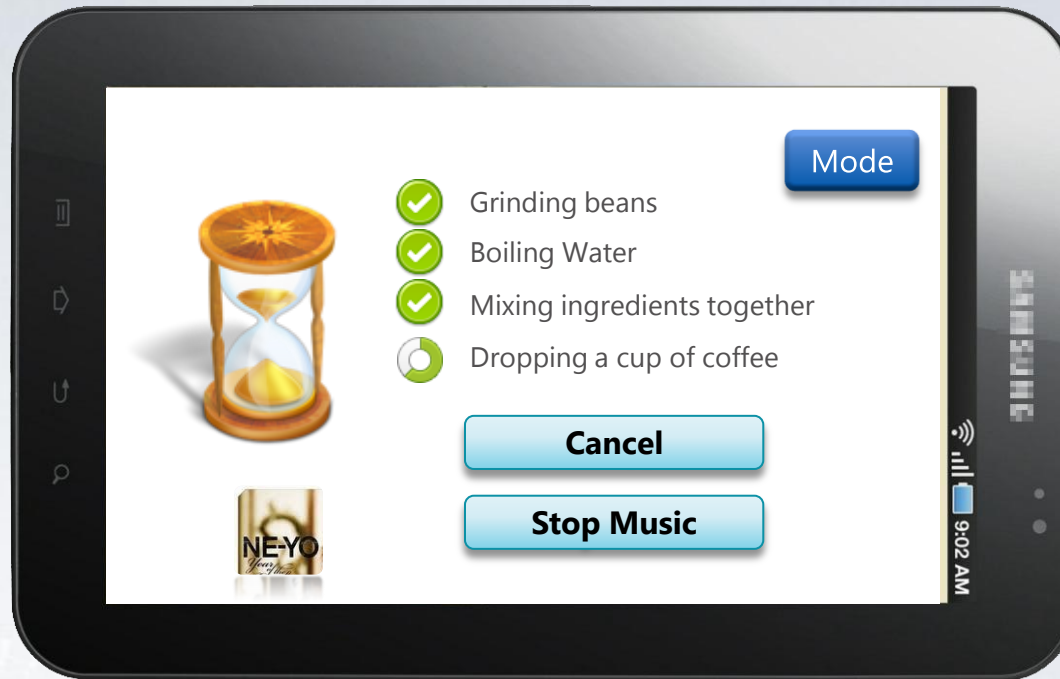 Mode
Grinding beans
Boiling Water
Mixing ingredients together
Dropping a cup of coffee
Cancel
Stop Music
NE-YO
Year
9:02 AM